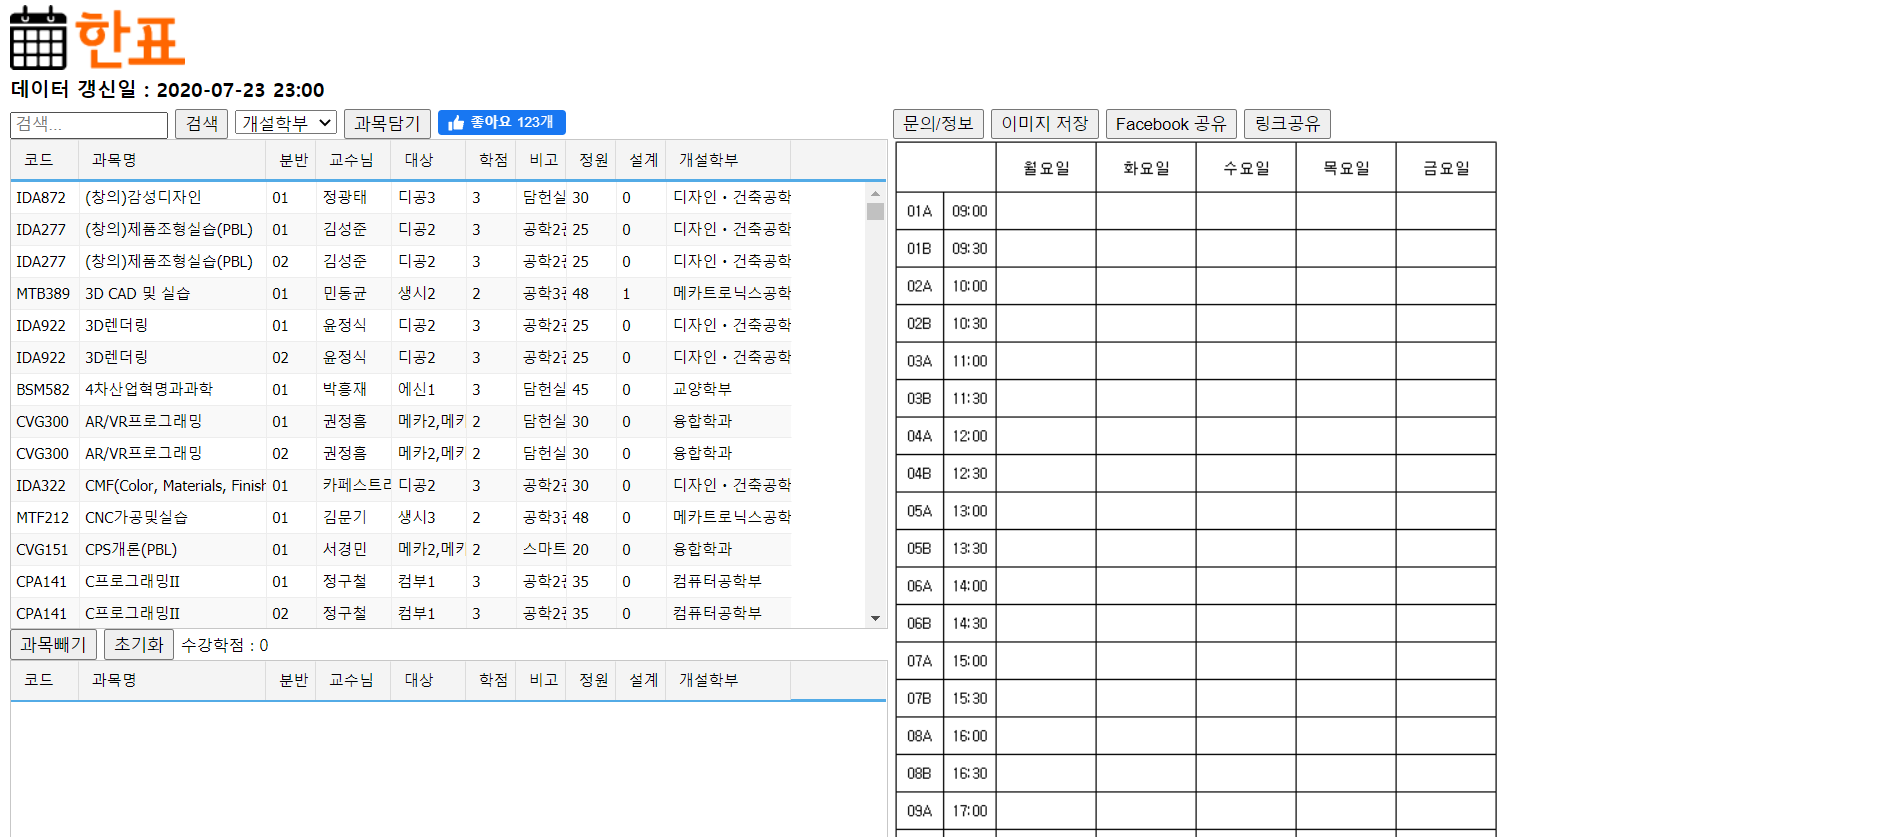 한표
데이터 갱신일 : 2020-07-23 23:00
검색... 검색 개설학부 과목담기 좋아요 123개
코드 과목명 분반 교수님 대상 학점 비고 정원 설계 개설학부
IDA872 (창의)감성디자인 01 정광태 디공3 3 담헌실 30 0 디자인・건축공학
IDA277 (창의)제품조형실습(PBL) 01 김성준 디공2 3 공학2관 25 0 디자인・건축공학
IDA277 (창의)제품조형실습(PBL) 02 김성준 디공2 3 공학2관 25 0 디자인・건축공학
MTB389 3D CAD 및 실습 01 민동균 생시2 2 공학3관 48 1 메카트로닉스공학
IDA922 3D렌더링 01 윤정식 디공2 3 공학2관 25 0 디자인・건축공학
IDA922 3D렌더링 02 윤정식 디공2 3 공학2관 25 0 디자인・건축공학
BSM582 4차산업혁명과과학 01 박흥재 에신1 3 담헌실 45 0 교양학부
CVG300 AR/VR프로그래밍 01 권정흠 메카2,메카 2 담헌실 30 0 융합학과
CVG300 AR/VR프로그래밍 02 권정흠 메카2,메카 2 담헌실 30 0 융합학과
IDA322 CMF(Color, Materials, Finish 01 카페스트리 디공2 3 공학2관 30 0 디자인・건축공학
MTF212 CNC가공및실습 01 김문기 생시3 2 공학3관 48 0 메카트로닉스공학
CVG151 CPS개론(PBL) 01 서경민 메카2,메카 2 스마트 20 0 융합학과
CPA141 C프로그래밍II 01 정구철 컴부1 3 공학2관 35 0 컴퓨터공학부
CPA141 C프로그래밍II 02 정구철 컴부1 3 공학2관 35 0 컴퓨터공학부
과목빼기 초기화 수강학점 : 0
코드 과목명 분반 교수님 대상 학점 비고 정원 설계 개설학부
문의/정보 이미지 저장 Facebook 공유 링크공유
월요일 화요일 수요일 목요일 금요일
01A 09:00
01B 09:30
02A 10:00
02B 10:30
03A 11:00
03B 11:30
04A 12:00
04B 12:30
05A 13:00
05B 13:30
06A 14:00
06B 14:30
07A 15:00
07B 15:30
08A 16:00
08B 16:30
09A 17:00